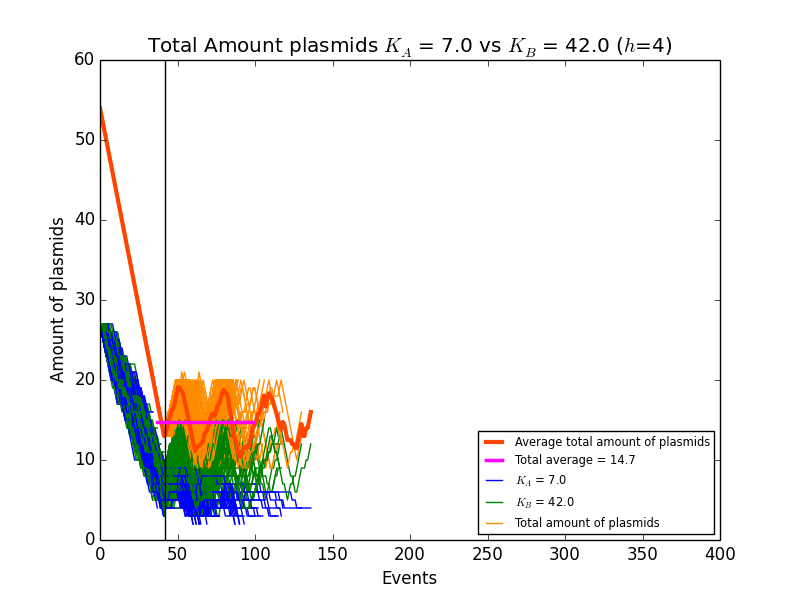 Total Amount plasmids K_A = 7.0 vs K_B = 42.0 (h=4)
60
50
40
30
20
10
0
Amount of plasmids
0 50 100 150 200 250 300 350 400
Events
Average total amount of plasmids
Total average = 14.7
K_A = 7.0
K_B = 42.0
Total amount of plasmids